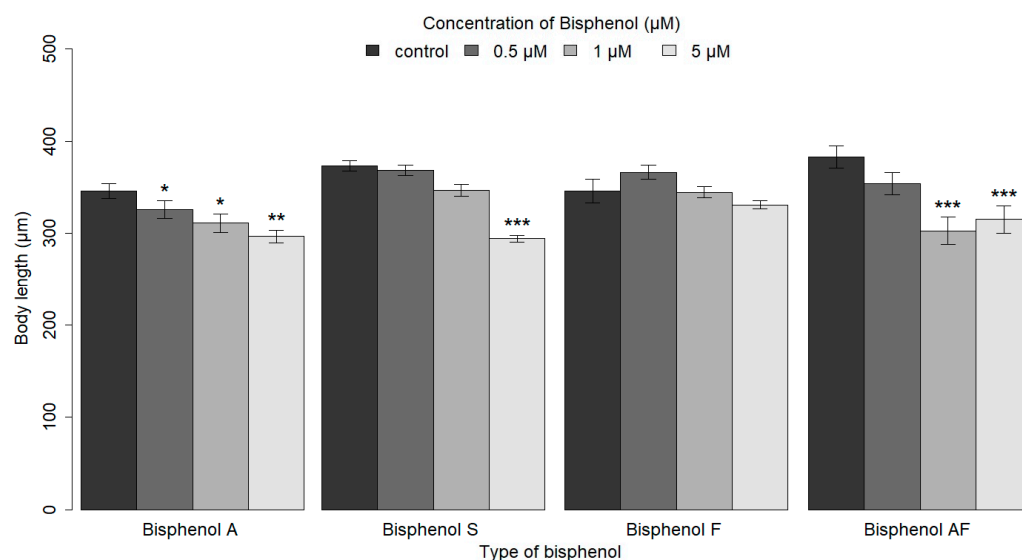 Concentration of Bisphenol (µM)
control 0.5 µM 1 µM 5 µM
500
400
300
200
100
0
Body length (µm)
* * ** *** *** ***
Bisphenol A Bisphenol S Bisphenol F Bisphenol AF
Type of bisphenol